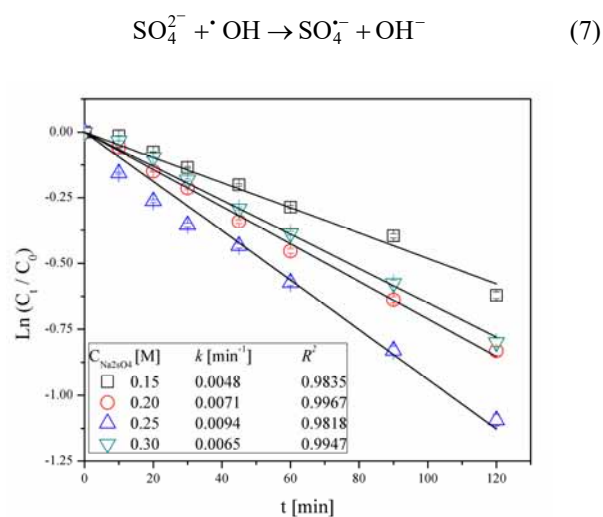 SO₄²⁻ + •OH → SO₄•⁻ + OH⁻ (7)
0.00
-0.25
-0.50
-0.75
-1.00
-1.25
Ln (Cₜ / C₀)
C_Na2sO4 [M] k [min⁻¹] R²
0.15 0.0048 0.9835
0.20 0.0071 0.9967
0.25 0.0094 0.9818
0.30 0.0065 0.9947
0 20 40 60 80 100 120
t [min]